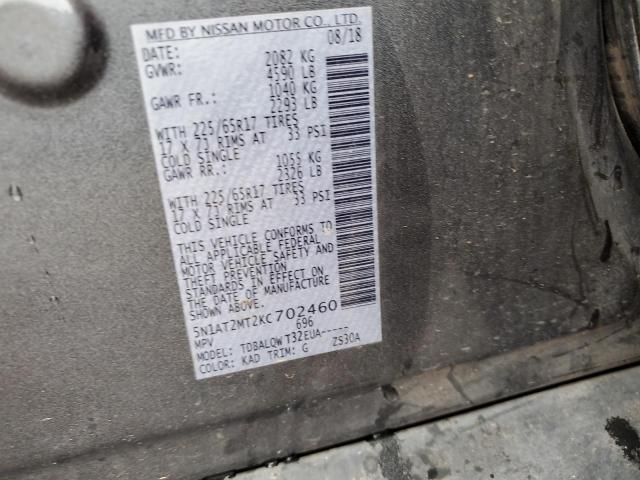 MFD BY NISSAN MOTOR CO., LTD.
DATE: 08/18
GVWR: 2082 KG
4590 LB
GAWR FR.: 1040 KG
2293 LB
WITH 225/65R17 TIRES
17 X 7J RIMS AT 33 PSI
COLD SINGLE
GAWR RR.: 1055 KG
2326 LB
WITH 225/65R17 TIRES
17 X 7J RIMS AT 33 PSI
COLD SINGLE
THIS VEHICLE CONFORMS TO
ALL APPLICABLE FEDERAL
MOTOR VEHICLE SAFETY AND
THEFT PREVENTION
STANDARDS IN EFFECT ON
THE DATE OF MANUFACTURE
SHOWN ABOVE
5N1AT2MT2KC702460
MPV 696
MODEL: TDBALQWT32EUA-----
COLOR: KAD TRIM: G ZS30A